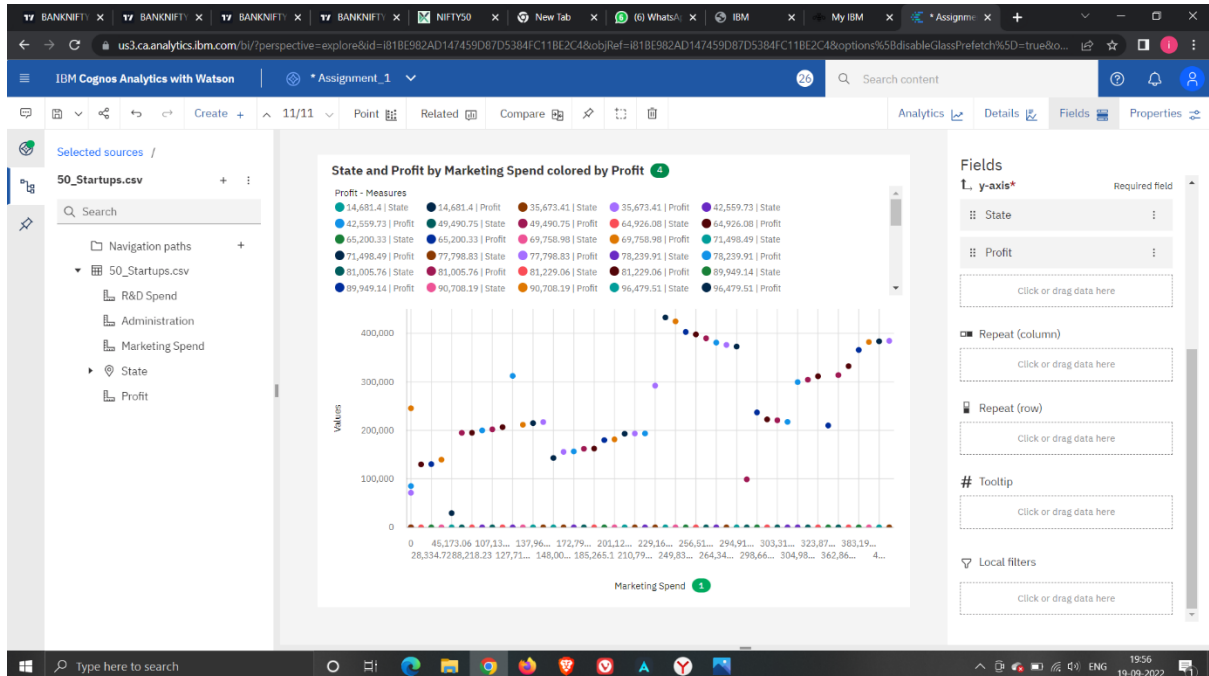 BANKNIFTY BANKNIFTY BANKNIFTY BANKNIFTY NIFTY50 New Tab (6) WhatsA IBM My IBM * Assignme
us3.ca.analytics.ibm.com/bi/?perspective=explore&id=i81BE982AD147459D87D5384FC11BE2C4&objRef=i81BE982AD147459D87D5384FC11BE2C4&options%5BdisableGlassPrefetch%5D=true&o...
IBM Cognos Analytics with Watson * Assignment_1 26 Search content
Create + 11/11 Point Related Compare Analytics Details Fields Properties
Selected sources /
50_Startups.csv
Search
Navigation paths
50_Startups.csv
R&D Spend
Administration
Marketing Spend
State
Profit
State and Profit by Marketing Spend colored by Profit 4
Profit - Measures
14,681.4 | State 14,681.4 | Profit 35,673.41 | State 35,673.41 | Profit 42,559.73 | State
42,559.73 | Profit 49,490.75 | State 49,490.75 | Profit 64,926.08 | State 64,926.08 | Profit
65,200.33 | State 65,200.33 | Profit 69,758.98 | State 69,758.98 | Profit 71,498.49 | State
71,498.49 | Profit 77,798.83 | State 77,798.83 | Profit 78,239.91 | State 78,239.91 | Profit
81,005.76 | State 81,005.76 | Profit 81,229.06 | State 81,229.06 | Profit 89,949.14 | State
89,949.14 | Profit 90,708.19 | State 90,708.19 | Profit 96,479.51 | State 96,479.51 | Profit
400,000
300,000
200,000
100,000
0
Values
0 45,173.06 107,13... 137,96... 172,79... 201,12... 229,16... 256,51... 294,91... 303,31... 323,87... 383,19...
28,334.72 88,218.23 127,71... 148,00... 185,265.1 210,79... 249,83... 264,34... 298,66... 304,98... 362,86... 4...
Marketing Spend 1
Fields
y-axis* Required field
State
Profit
Click or drag data here
Repeat (column)
Click or drag data here
Repeat (row)
Click or drag data here
# Tooltip
Click or drag data here
Local filters
Click or drag data here
Type here to search
ENG 19:56
19-09-2022